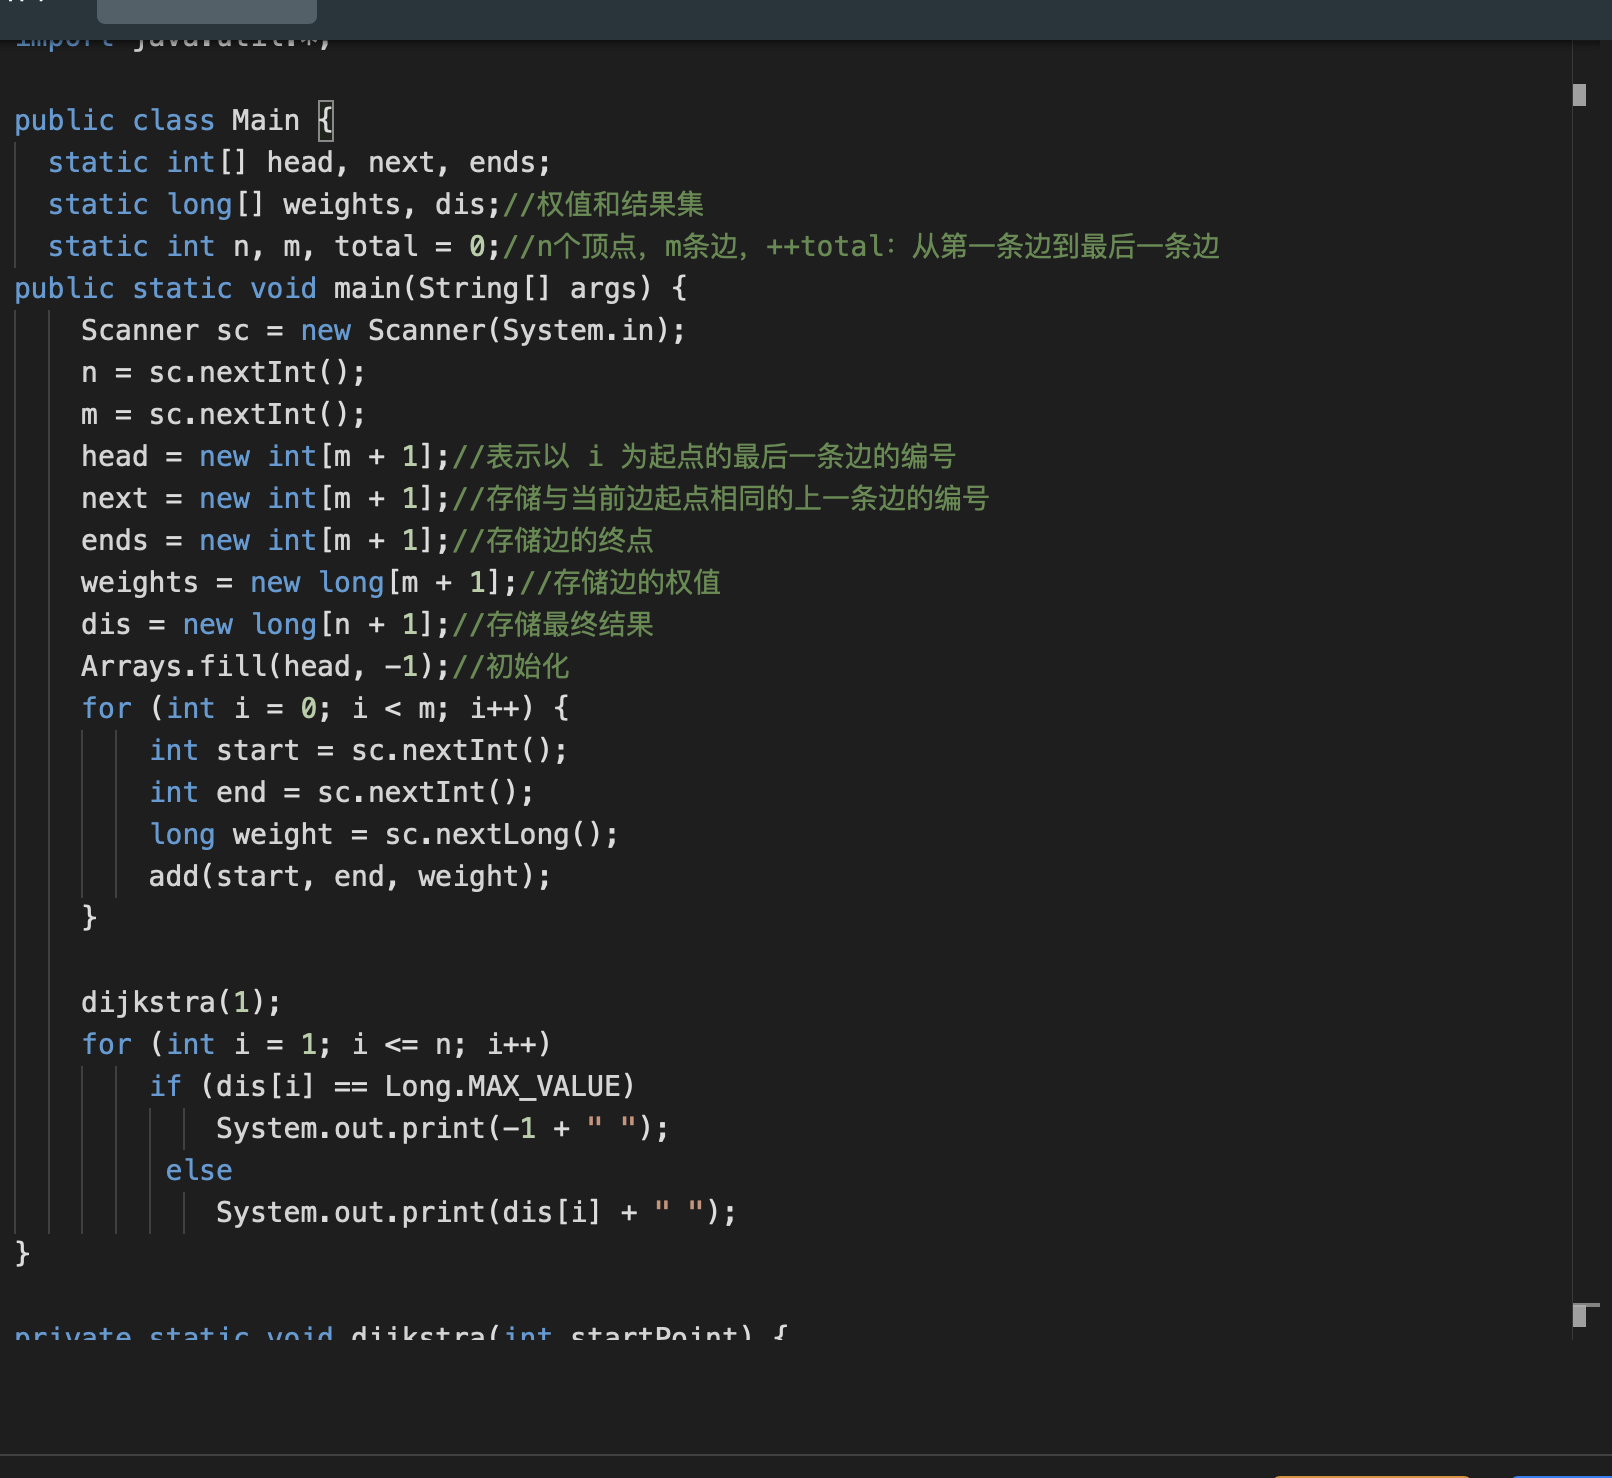 import java.util.*;
public class Main {
static int[] head, next, ends;
static long[] weights, dis;//权值和结果集
static int n, m, total = 0;//n个顶点，m条边，++total：从第一条边到最后一条边
public static void main(String[] args) {
Scanner sc = new Scanner(System.in);
n = sc.nextInt();
m = sc.nextInt();
head = new int[m + 1];//表示以 i 为起点的最后一条边的编号
next = new int[m + 1];//存储与当前边起点相同的上一条边的编号
ends = new int[m + 1];//存储边的终点
weights = new long[m + 1];//存储边的权值
dis = new long[n + 1];//存储最终结果
Arrays.fill(head, -1);//初始化
for (int i = 0; i < m; i++) {
int start = sc.nextInt();
int end = sc.nextInt();
long weight = sc.nextLong();
add(start, end, weight);
}
dijkstra(1);
for (int i = 1; i <= n; i++)
if (dis[i] == Long.MAX_VALUE)
System.out.print(-1 + " ");
else
System.out.print(dis[i] + " ");
}
private static void dijkstra(int startPoint) {